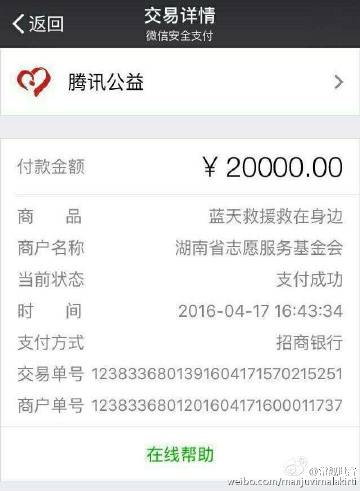 返回
交易详情
微信安全支付
腾讯公益
付款金额 ¥ 20000.00
商 品 蓝天救援救在身边
商户名称 湖南省志愿服务基金会
当前状态 支付成功
时 间 2016-04-17 16:43:34
支付方式 招商银行
交易单号 1238336801391604171570215251
商户单号 1238336801201604171600011737
在线帮助
weibo.com/manjuvimalakirti